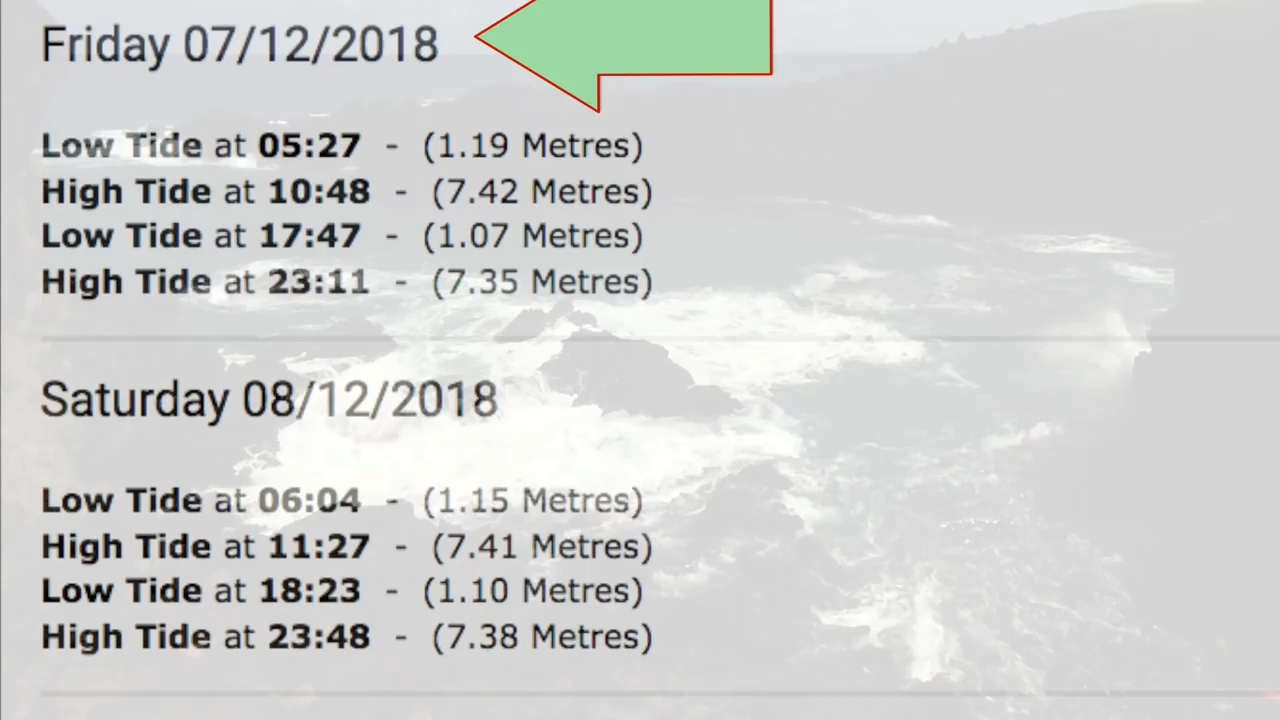 Friday 07/12/2018
Low Tide at 05:27 - (1.19 Metres)
High Tide at 10:48 - (7.42 Metres)
Low Tide at 17:47 - (1.07 Metres)
High Tide at 23:11 - (7.35 Metres)
Saturday 08/12/2018
Low Tide at 06:04 - (1.15 Metres)
High Tide at 11:27 - (7.41 Metres)
Low Tide at 18:23 - (1.10 Metres)
High Tide at 23:48 - (7.38 Metres)